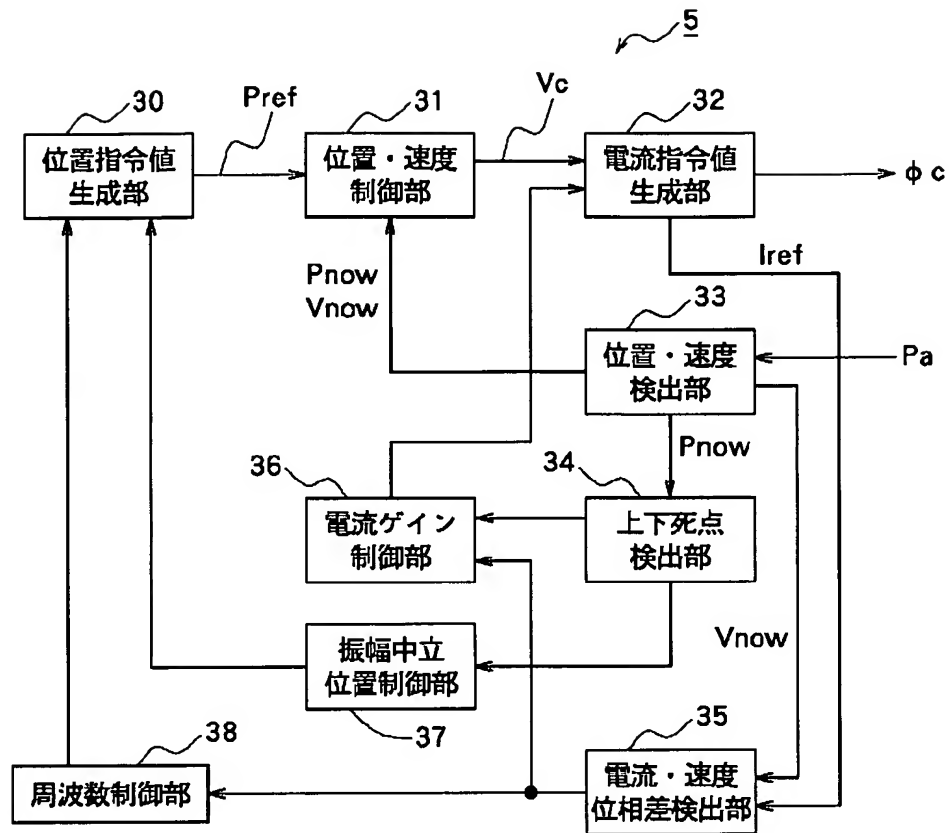 5
30
Pref
31
Vc
32
位置指令値
生成部
位置・速度
制御部
電流指令値
生成部
φc
Iref
Pnow
Vnow
33
位置・速度
検出部
Pa
Pnow
36
34
電流ゲイン
制御部
上下死点
検出部
Vnow
振幅中立
位置制御部
37
35
38
周波数制御部
電流・速度
位相差検出部